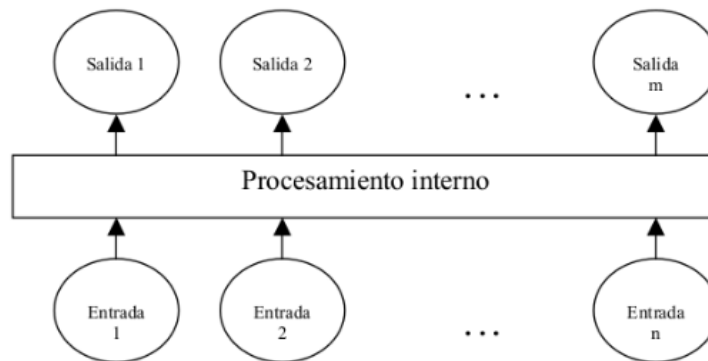 Salida 1
Salida 2
...
Salida
m
Procesamiento interno
Entrada
1
Entrada
2
...
Entrada
n